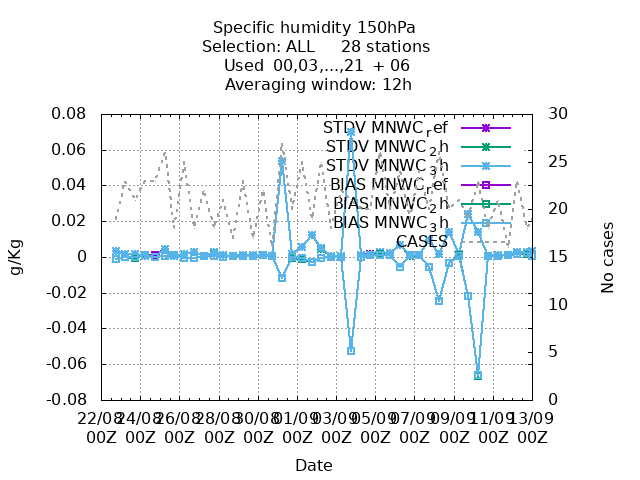 Specific humidity 150hPa
Selection: ALL 28 stations
Used 00,03,...,21 + 06
Averaging window: 12h
g/Kg
0.08
0.06
0.04
0.02
0
-0.02
-0.04
-0.06
-0.08
STDV MNWC_ref
STDV MNWC_2h
STDV MNWC_3h
BIAS MNWC_ref
BIAS MNWC_2h
BIAS MNWC_3h
CASES
30
25
20
15
10
5
0
No cases
22/08 24/08 26/08 28/08 30/08 01/09 03/09 05/09 07/09 09/09 11/09 13/09
00Z 00Z 00Z 00Z 00Z 00Z 00Z 00Z 00Z 00Z 00Z 00Z
Date